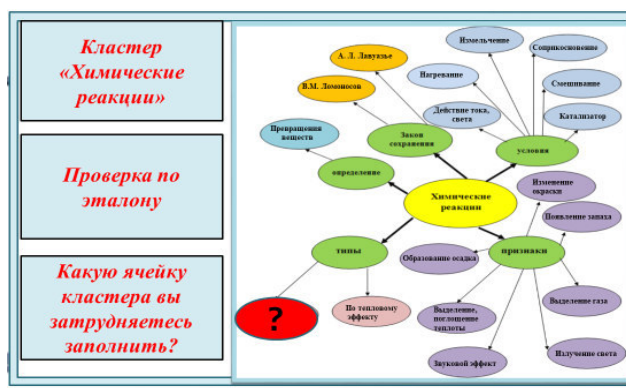 Кластер
«Химические
реакции»
Проверка по
эталону
Какую ячейку
кластера вы
затрудняетесь
заполнить?
Измельчение
Соприкосновение
А. Л. Лавуазье
Нагревание
Смешивание
В.М. Ломоносов
Действие тока,
света
Катализатор
Превращения
веществ
Закон
сохранения
условия
определение
Химические
реакции
Изменение
окраски
Появление запаха
типы
Образование осадка
признаки
?
По тепловому
эффекту
Выделение,
поглощение
теплоты
Выделение газа
Звуковой эффект
Излучение света